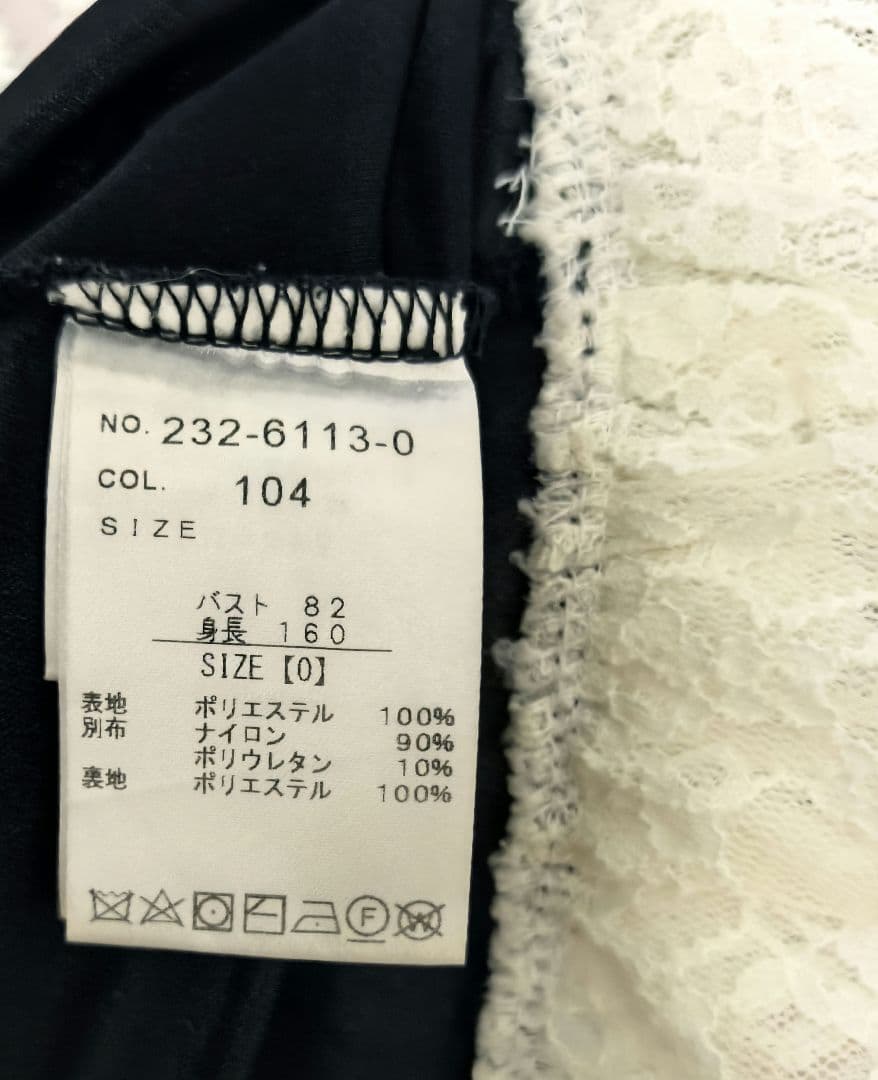 NO. 232-6113-0
COL. 104
SIZE
バスト 82
身長 160
SIZE【0】
表地 ポリエステル 100%
別布 ナイロン 90%
ポリウレタン 10%
裏地 ポリエステル 100%
F W